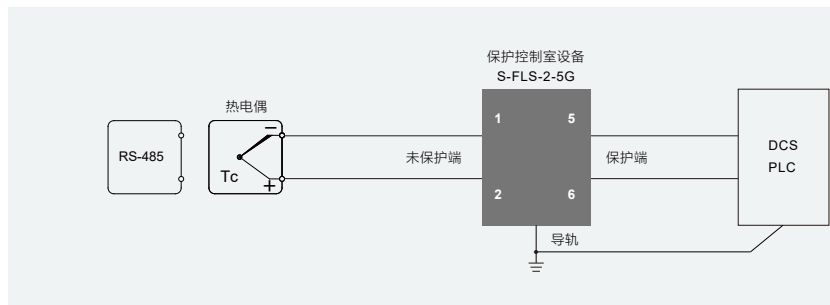 保护控制室设备
S-FLS-2-5G
热电偶
RS-485
Tc
−
+
1
5
未保护端
保护端
2
6
DCS
PLC
导轨